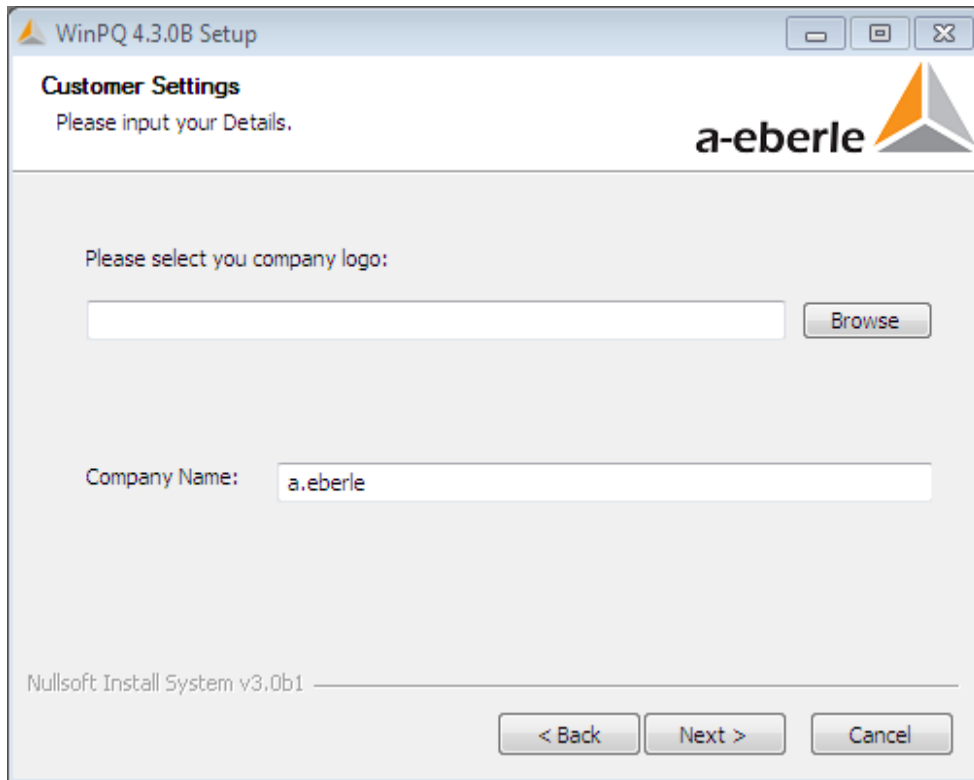 WinPQ 4.3.0B Setup
Customer Settings
Please input your Details.
a-eberle
Please select you company logo:
Browse
Company Name:
a.eberle
Nullsoft Install System v3.0b1
< Back
Next >
Cancel